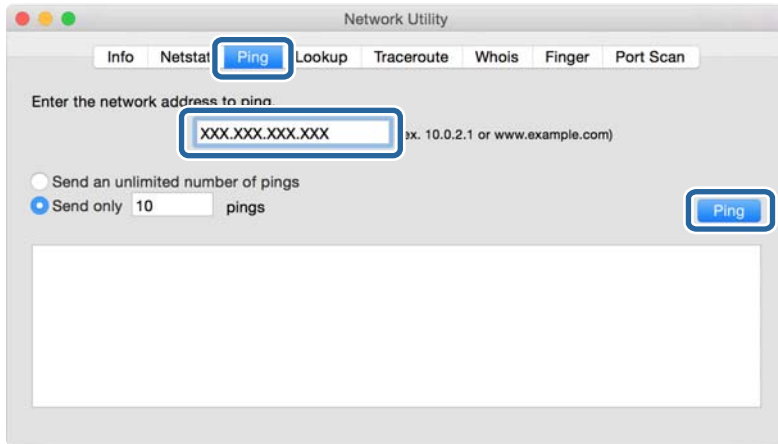 Network Utility
Info Netstat Ping Lookup Traceroute Whois Finger Port Scan
Enter the network address to ping.
XXX.XXX.XXX.XXX ex. 10.0.2.1 or www.example.com)
Send an unlimited number of pings
Send only 10 pings
Ping